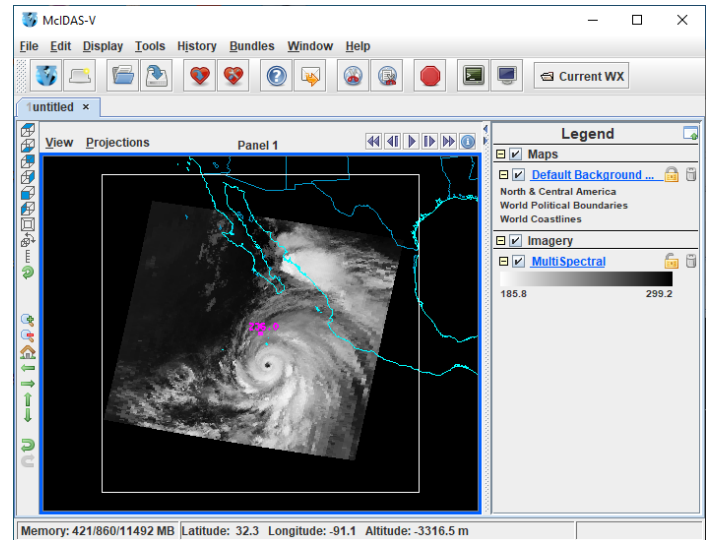 McIDAS-V
File Edit Display Tools History Bundles Window Help
Current WX
untitled ×
View Projections Panel 1
Legend
Maps
Default Background ...
North & Central America
World Political Boundaries
World Coastlines
Imagery
MultiSpectral
185.8 299.2
Memory: 421/860/11492 MB Latitude: 32.3 Longitude: -91.1 Altitude: -3316.5 m